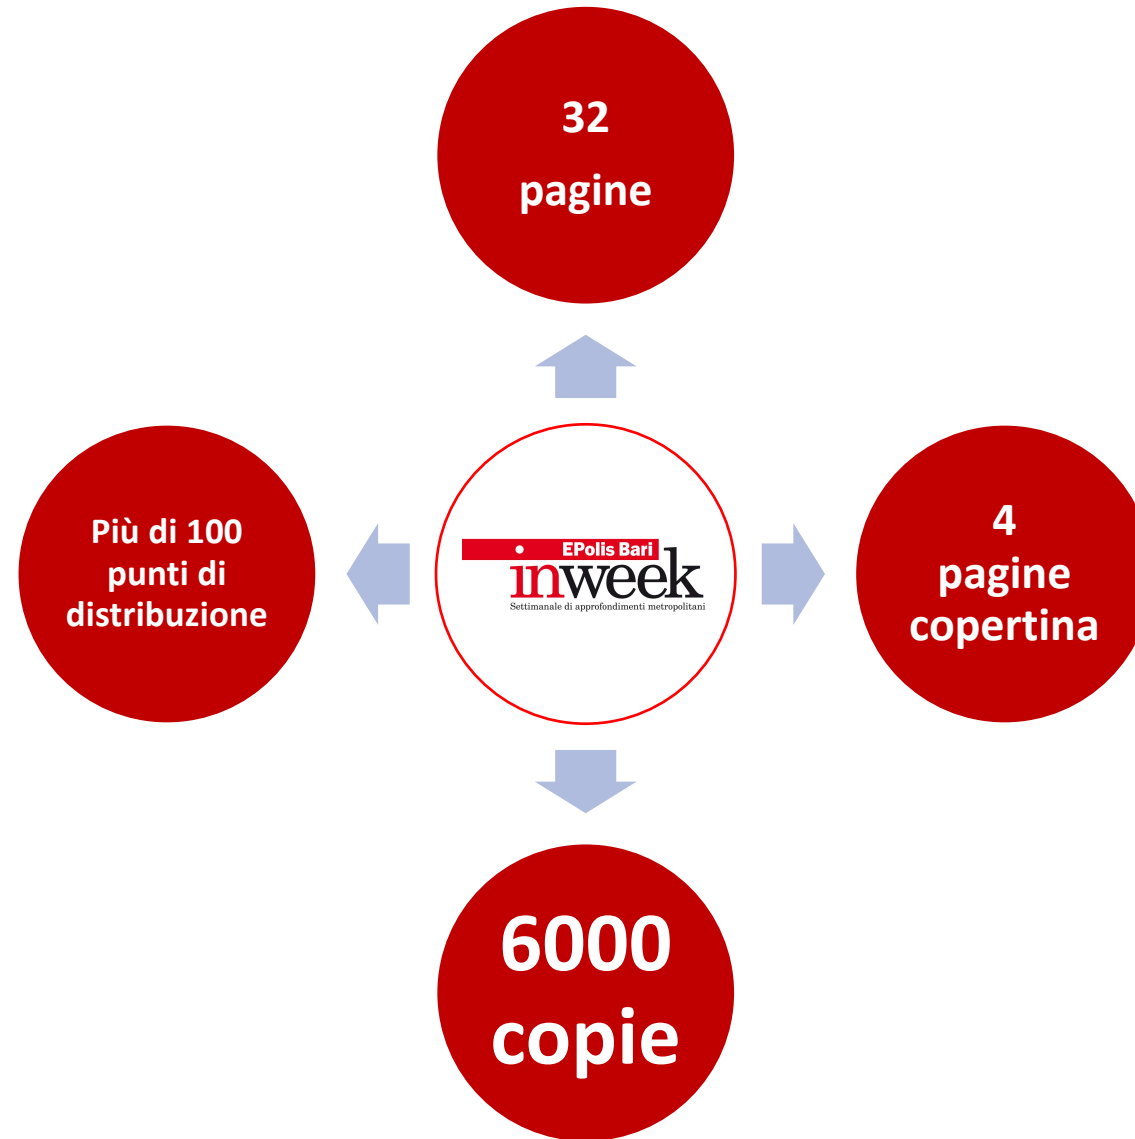 32
pagine
Più di 100
punti di
distribuzione
EPolis Bari
inweek
Settimanale di approfondimenti metropolitani
4
pagine
copertina
6000
copie